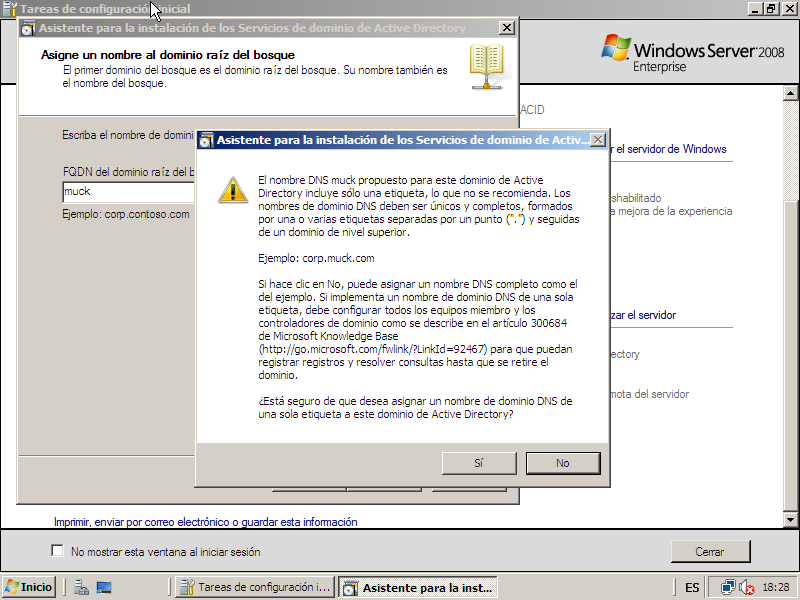 Tareas de configuración inicial
Asistente para la instalación de los Servicios de dominio de Active Directory
Asigne un nombre al dominio raíz del bosque
El primer dominio del bosque es el dominio raíz del bosque. Su nombre también es
el nombre del bosque.
Windows Server 2008
Enterprise
ACID
Escriba el nombre de domini
Asistente para la instalación de los Servicios de dominio de Activ...
r el servidor de Windows
FQDN del dominio raíz del b
muck
Ejemplo: corp.contoso.com
El nombre DNS muck propuesto para este dominio de Active
Directory incluye sólo una etiqueta, lo que no se recomienda. Los
nombres de dominio DNS deben ser únicos y completos, formados
por una o varias etiquetas separadas por un punto (".") y seguidas
de un dominio de nivel superior.
shabilitado
a mejora de la experiencia
Ejemplo: corp.muck.com
Si hace clic en No, puede asignar un nombre DNS completo como el
del ejemplo. Si implementa un nombre de dominio DNS de una sola
etiqueta, debe configurar todos los equipos miembro y los
controladores de dominio como se describe en el artículo 300684
de Microsoft Knowledge Base
(http://go.microsoft.com/fwlink/?LinkId=92467) para que puedan
registrar registros y resolver consultas hasta que se retire el
dominio.
zar el servidor
ectory
mota del servidor
¿Está seguro de que desea asignar un nombre de dominio DNS de
una sola etiqueta a este dominio de Active Directory?
Sí
No
Imprimir, enviar por correo electrónico o guardar esta información
No mostrar esta ventana al iniciar sesión
Cerrar
Inicio
Tareas de configuración i...
Asistente para la inst...
ES
18:28